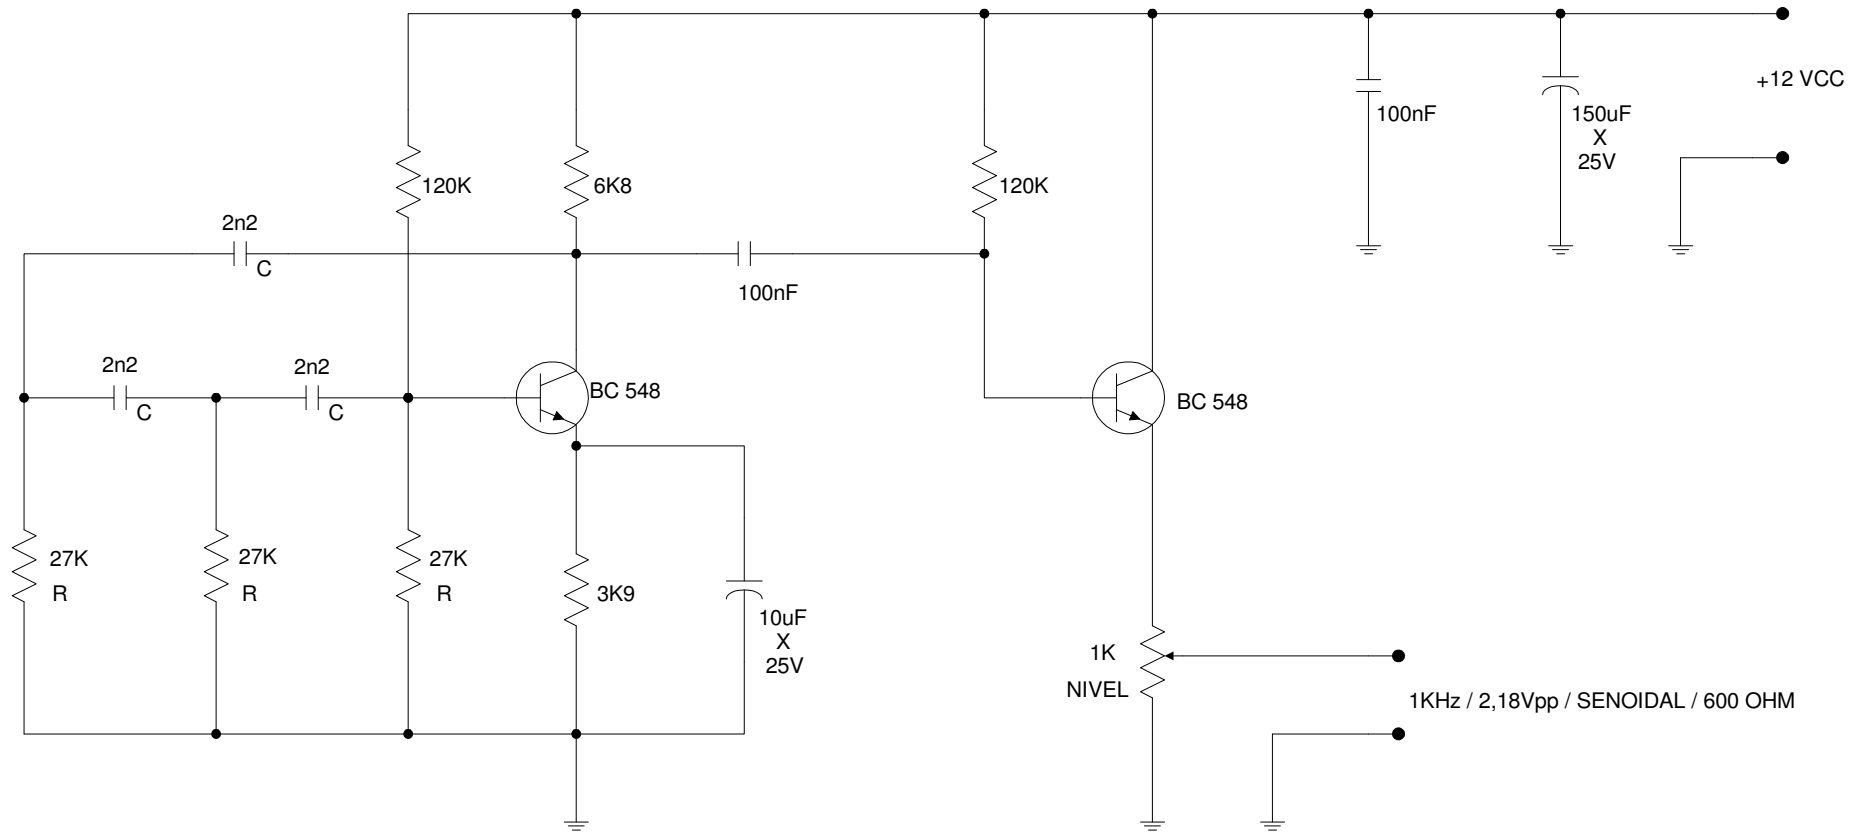 +12 VCC
100nF
150uF
X
25V
120K
6K8
120K
2n2
C
100nF
2n2
C
2n2
C
BC 548
BC 548
27K
R
27K
R
27K
R
3K9
10uF
X
25V
1K
NIVEL
1KHz / 2,18Vpp / SENOIDAL / 600 OHM